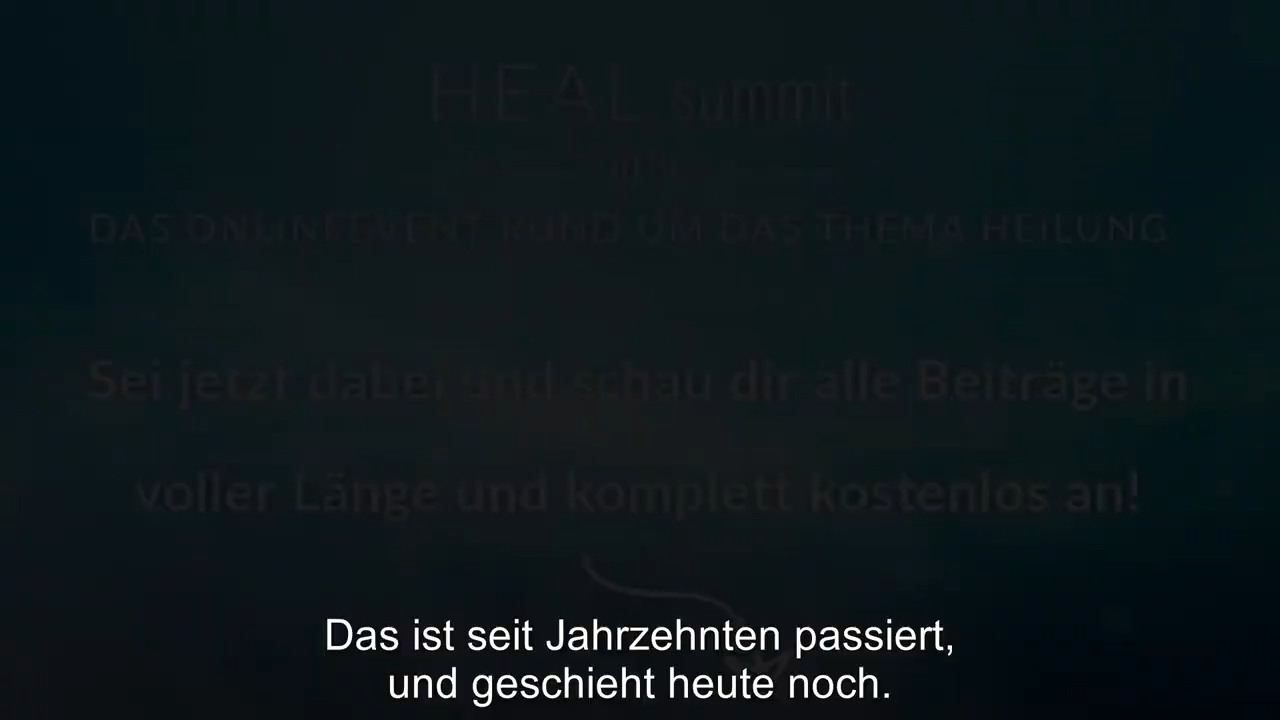 HEAL summit
DAS ONLINEEVENT RUND UM DAS THEMA HEILUNG
Sei jetzt dabei und schau dir alle Beiträge in
voller Länge und komplett kostenlos an!
Das ist seit Jahrzehnten passiert,
und geschieht heute noch.